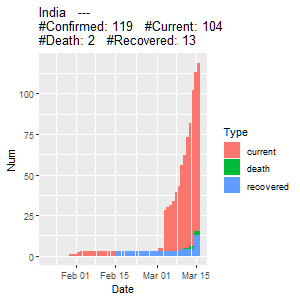 India ---
#Confirmed: 119 #Current: 104
#Death: 2 #Recovered: 13
100
75
50
25
0
Num
Feb 01 Feb 15 Mar 01 Mar 15
Date
Type
current
death
recovered